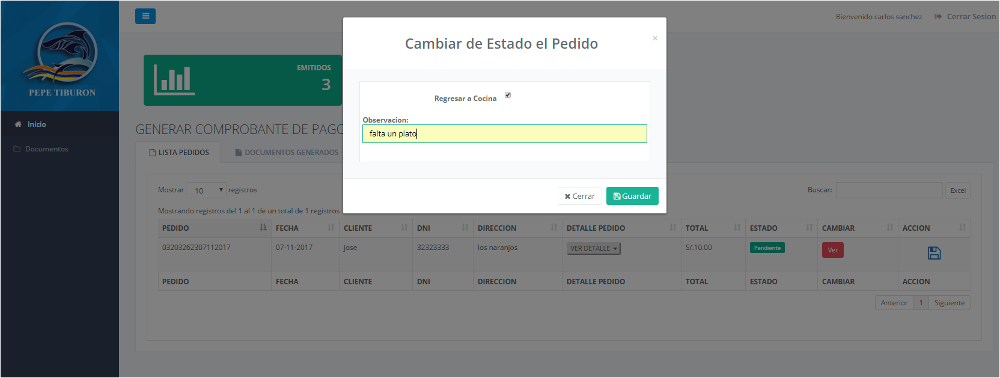 Bienvenido carlos sanchez
Cerrar Sesion
Cambiar de Estado el Pedido
×
PEPE TIBURON
EMITIDOS
3
Regresar a Cocina
Observacion:
falta un plato
Cerrar
Guardar
Inicio
Documentos
GENERAR COMPROBANTE DE PAGO
LISTA PEDIDOS
DOCUMENTOS GENERADOS
Mostrar 10 registros
Buscar:
Excel
Mostrando registros del 1 al 1 de un total de 1 registros
PEDIDO FECHA CLIENTE DNI DIRECCION DETALLE PEDIDO TOTAL ESTADO CAMBIAR ACCION
03203262307112017 07-11-2017 jose 32323333 los naranjos VER DETALLE S/.10.00 Pendiente Ver
PEDIDO FECHA CLIENTE DNI DIRECCION DETALLE PEDIDO TOTAL ESTADO CAMBIAR ACCION
Anterior 1 Siguiente